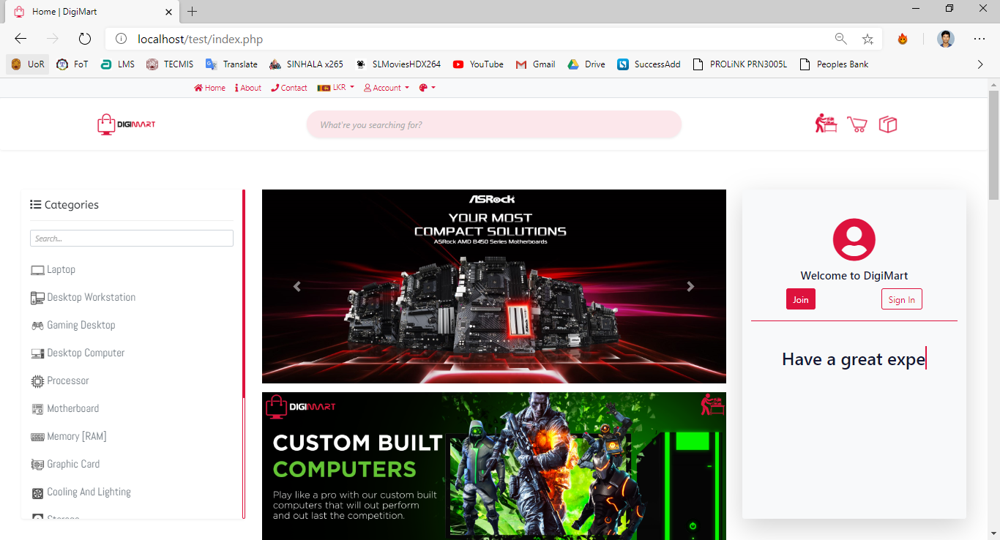 Home | DigiMart
localhost/test/index.php
UoR FoT LMS TECMIS Translate SINHALA x265 SLMoviesHDX264 YouTube Gmail Drive SuccessAdd PROLiNK PRN3005L Peoples Bank
Home About Contact LKR Account
DIGIMART
What're you searching for?
Categories
Search...
Laptop
Desktop Workstation
Gaming Desktop
Desktop Computer
Processor
Motherboard
Memory [RAM]
Graphic Card
Cooling And Lighting
Storage
ASRock
YOUR MOST
COMPACT SOLUTIONS
ASRock AMD B450 Series Motherboards
DIGIMART
CUSTOM BUILT
COMPUTERS
Play like a pro with our custom built
computers that will out perform
and out last the competition.
Welcome to DigiMart
Join
Sign In
Have a great expe